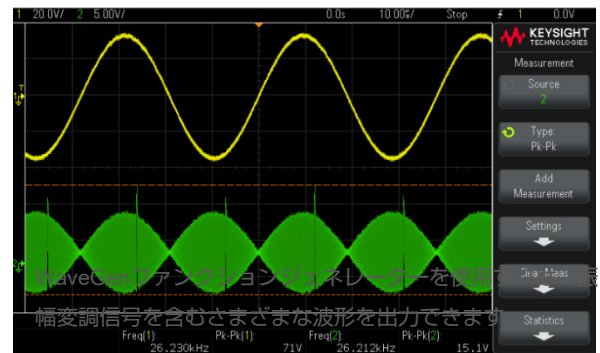 1 20.0V/ 2 5.00V/ 0.0s 10.00s/ Stop 1 0.0V
KEYSIGHT
TECHNOLOGIES
Measurement
Source
2
Type:
Pk-Pk
Add
Measurement
Settings
Meas
Statistics
WaveGenファンクションジェネレーターを使用
幅変調信号を含むさまざまな波形を出力できます
Freq(1): Pk-Pk(1): Freq(2): Pk-Pk(2):
26.230kHz 71V 26.212kHz 15.1V